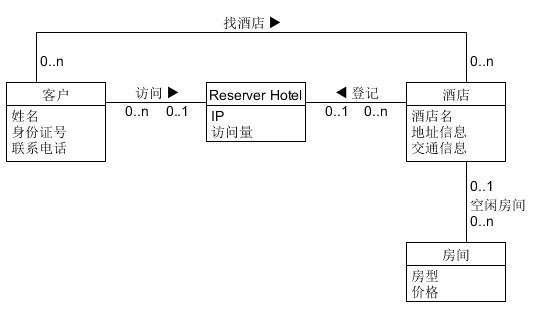 找酒店 ▶
0..n
0..n
客户
姓名
身份证号
联系电话
访问 ▶
0..n
0..1
Reserver Hotel
IP
访问量
◀ 登记
0..1
0..n
酒店
酒店名
地址信息
交通信息
0..1
空闲房间
0..n
房间
房型
价格